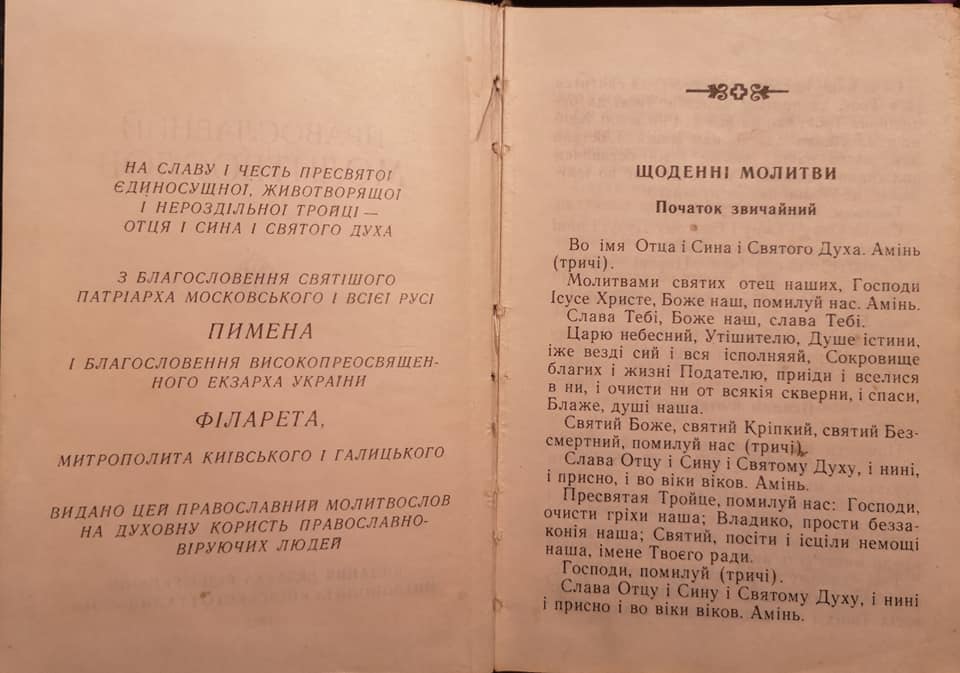 НА СЛАВУ І ЧЕСТЬ ПРЕСВЯТОЇ
ЄДИНОСУЩНОЇ, ЖИВОТВОРЯЩОЇ
І НЕРОЗДІЛЬНОЇ ТРОЙЦІ —
ОТЦЯ І СИНА І СВЯТОГО ДУХА
З БЛАГОСЛОВЕННЯ СВЯТІШОГО
ПАТРІАРХА МОСКОВСЬКОГО І ВСІЄЇ РУСІ
ПИМЕНА
І БЛАГОСЛОВЕННЯ ВИСОКОПРЕОСВЯЩЕН-
НОГО ЕКЗАРХА УКРАЇНИ
ФІЛАРЕТА,
МИТРОПОЛИТА КИЇВСЬКОГО І ГАЛИЦЬКОГО
ВИДАНО ЦЕЙ ПРАВОСЛАВНИЙ МОЛИТВОСЛОВ
НА ДУХОВНУ КОРИСТЬ ПРАВОСЛАВНО-
ВІРУЮЧИХ ЛЮДЕЙ
ЩОДЕННІ МОЛИТВИ
Початок звичайний
Во імя Отца і Сина і Святого Духа. Амінь
(тричі).
Молитвами святих отец наших, Господи
Ісусе Христе, Боже наш, помилуй нас. Амінь.
Слава Тебі, Боже наш, слава Тебі.
Царю небесний, Утішителю, Душе істини,
іже везді сий і вся ісполняяй, Сокровище
благих і жизні Подателю, приіди і вселися
в ни, і очисти ни от всякія скверни, і спаси,
Блаже, душі наша.
Святий Боже, святий Кріпкий, святий Без-
смертний, помилуй нас (тричі).
Слава Отцу і Сину і Святому Духу, і нині,
і присно, і во віки віков. Амінь.
Пресвятая Тройце, помилуй нас: Господи,
очисти гріхи наша; Владико, прости безза-
конія наша; Святий, посіти і ісціли немощі
наша, імене Твоєго ради.
Господи, помилуй (тричі).
Слава Отцу і Сину і Святому Духу, і нині
і присно і во віки віков. Амінь.